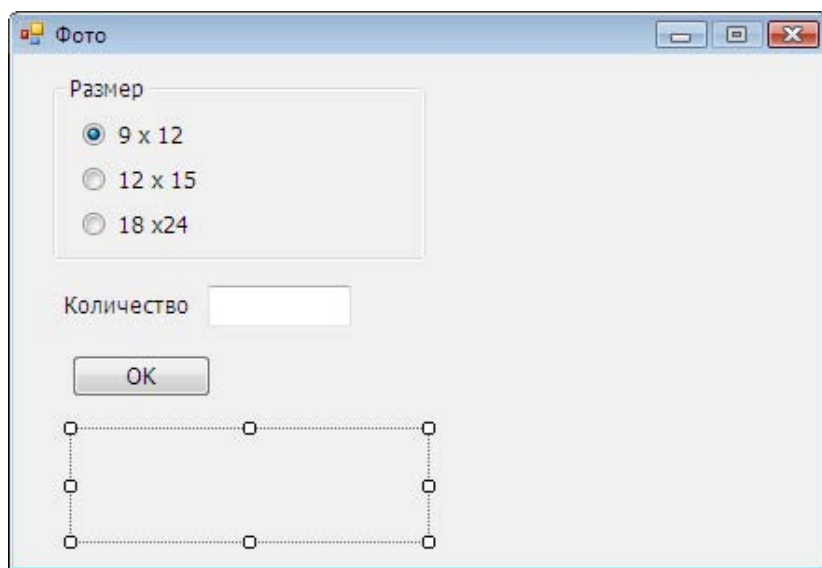 Фото
Размер
9 x 12
12 x 15
18 x24
Количество
OK